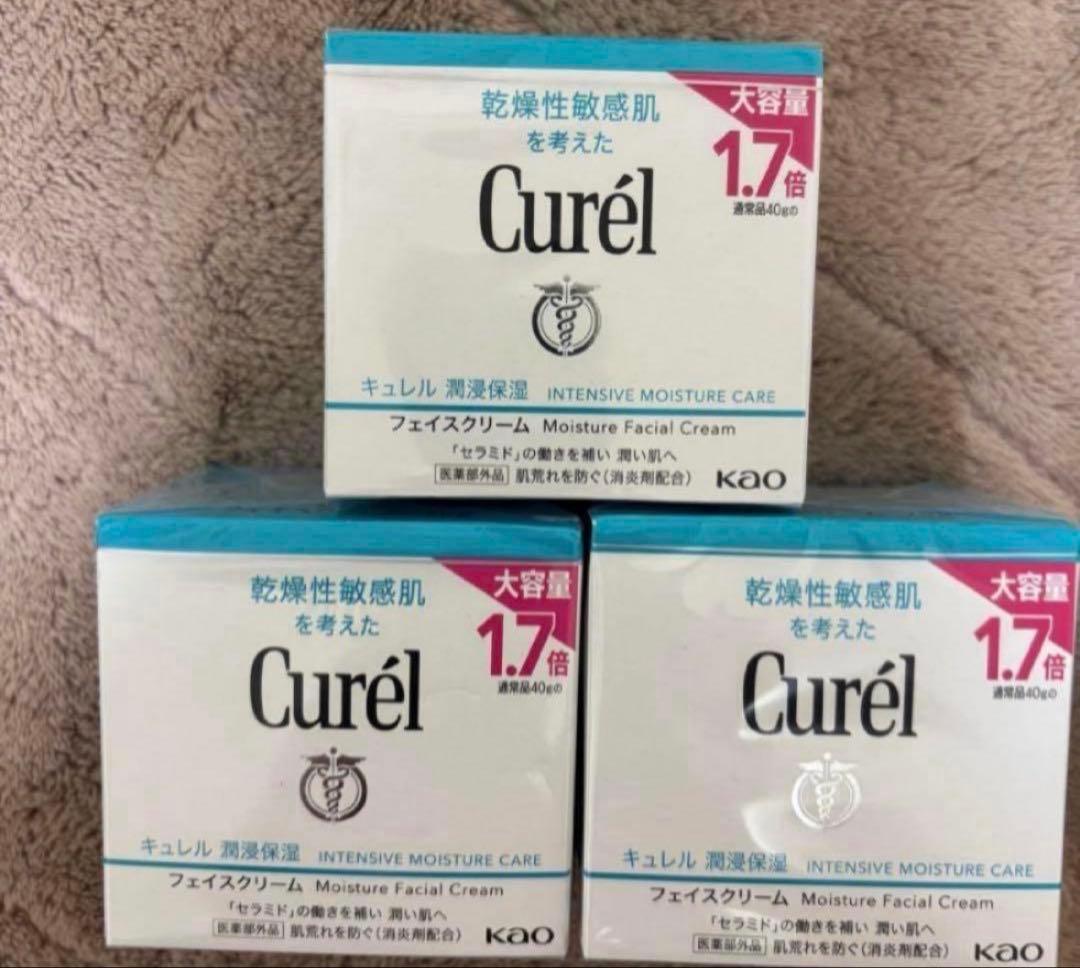 大容量
1.7倍
通常品40gの
乾燥性敏感肌
を考えた
Curél
キュレル 潤浸保湿 INTENSIVE MOISTURE CARE
フェイスクリーム Moisture Facial Cream
「セラミド」の働きを補い 潤い肌へ
医薬部外品 肌荒れを防ぐ(消炎剤配合)
Kao
大容量
1.7倍
通常品40gの
乾燥性敏感肌
を考えた
Curél
キュレル 潤浸保湿 INTENSIVE MOISTURE CARE
フェイスクリーム Moisture Facial Cream
「セラミド」の働きを補い 潤い肌へ
医薬部外品 肌荒れを防ぐ(消炎剤配合)
Kao
大容量
1.7倍
通常品40gの
乾燥性敏感肌
を考えた
Curél
キュレル 潤浸保湿 INTENSIVE MOISTURE CARE
フェイスクリーム Moisture Facial Cream
「セラミド」の働きを補い 潤い肌へ
医薬部外品 肌荒れを防ぐ(消炎剤配合)
Kao